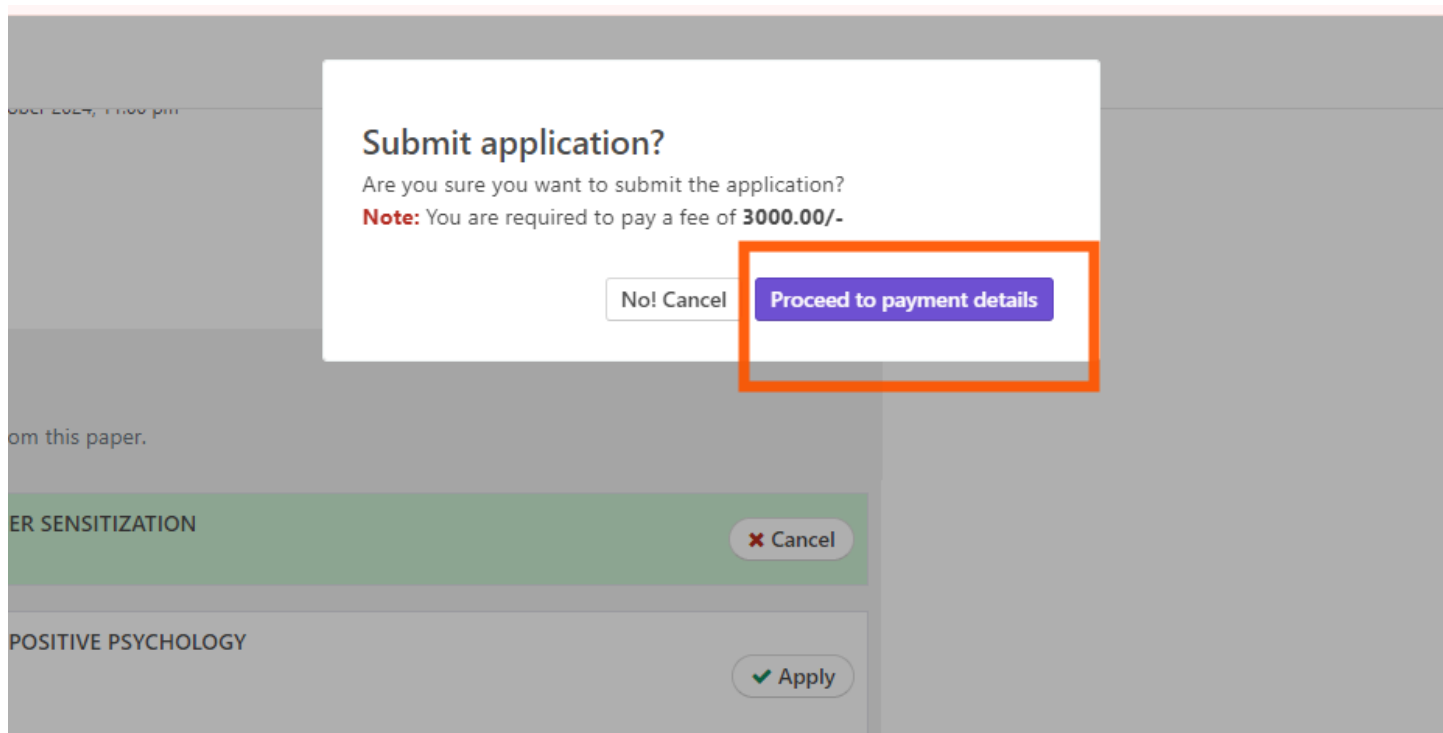 Submit application?
Are you sure you want to submit the application?
Note: You are required to pay a fee of 3000.00/-
No! Cancel
Proceed to payment details
om this paper.
ER SENSITIZATION
Cancel
POSITIVE PSYCHOLOGY
Apply